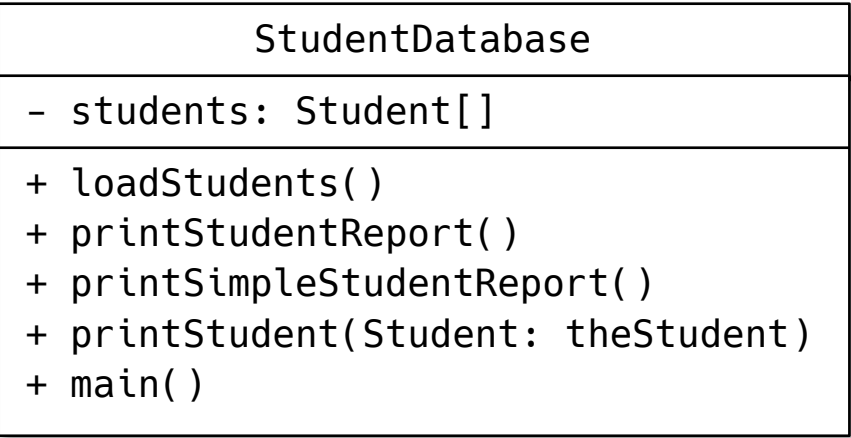 StudentDatabase
- students: Student[]
+ loadStudents()
+ printStudentReport()
+ printSimpleStudentReport()
+ printStudent(Student: theStudent)
+ main()